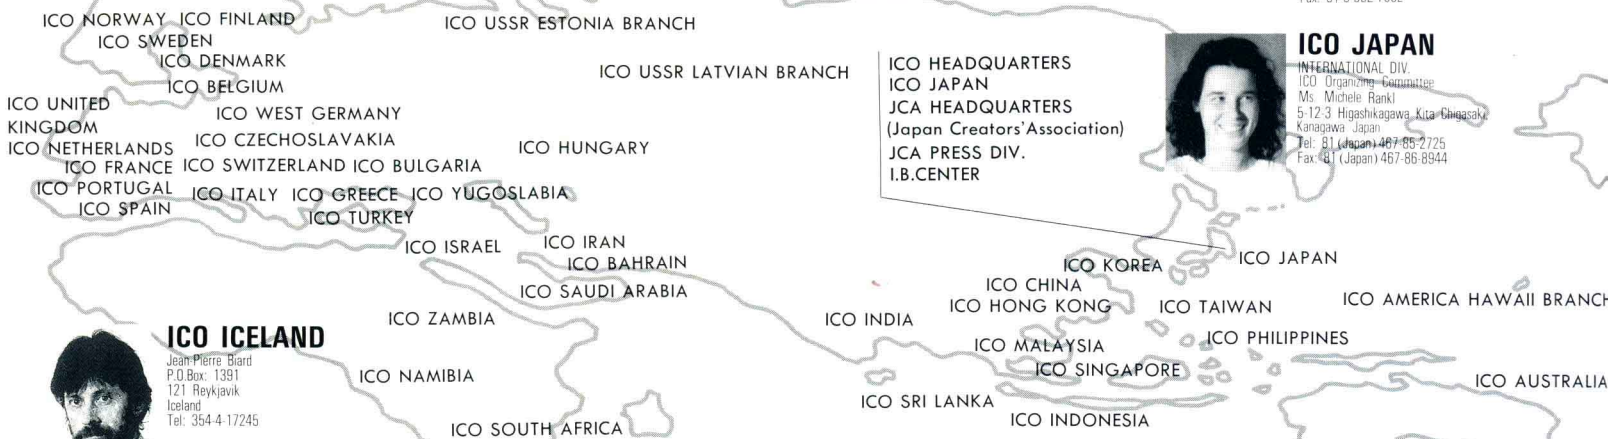 ICO NORWAY ICO FINLAND
ICO SWEDEN
ICO DENMARK
ICO BELGIUM
ICO UNITED
KINGDOM
ICO WEST GERMANY
ICO NETHERLANDS
ICO CZECHOSLAVAKIA
ICO FRANCE ICO SWITZERLAND ICO BULGARIA
ICO PORTUGAL
ICO ITALY ICO GREECE ICO YUGOSLABIA
ICO SPAIN
ICO TURKEY
ICO USSR ESTONIA BRANCH
ICO USSR LATVIAN BRANCH
ICO HUNGARY
ICO ISRAEL
ICO IRAN
ICO BAHRAIN
ICO SAUDI ARABIA
ICO ZAMBIA
ICO NAMIBIA
ICO SOUTH AFRICA
ICO ICELAND
Jean-Pierre Biard
P.O.Box: 1391
121 Reykjavik
Iceland
Tel: 354-4-17245
ICO HEADQUARTERS
ICO JAPAN
JCA HEADQUARTERS
(Japan Creators'Association)
JCA PRESS DIV.
I.B.CENTER
ICO JAPAN
INTERNATIONAL DIV.
ICO Organizing Committee
Ms. Michele Rankl
5-12-3 Higashikagawa Kita Chigasaki,
Kanagawa Japan
Tel: 81 (Japan) 467-85-2725
Fax: 81 (Japan) 467-86-8944
ICO JAPAN
ICO KOREA
ICO CHINA
ICO HONG KONG
ICO TAIWAN
ICO AMERICA HAWAII BRANCH
ICO INDIA
ICO PHILIPPINES
ICO MALAYSIA
ICO SINGAPORE
ICO AUSTRALIA
ICO SRI LANKA
ICO INDONESIA